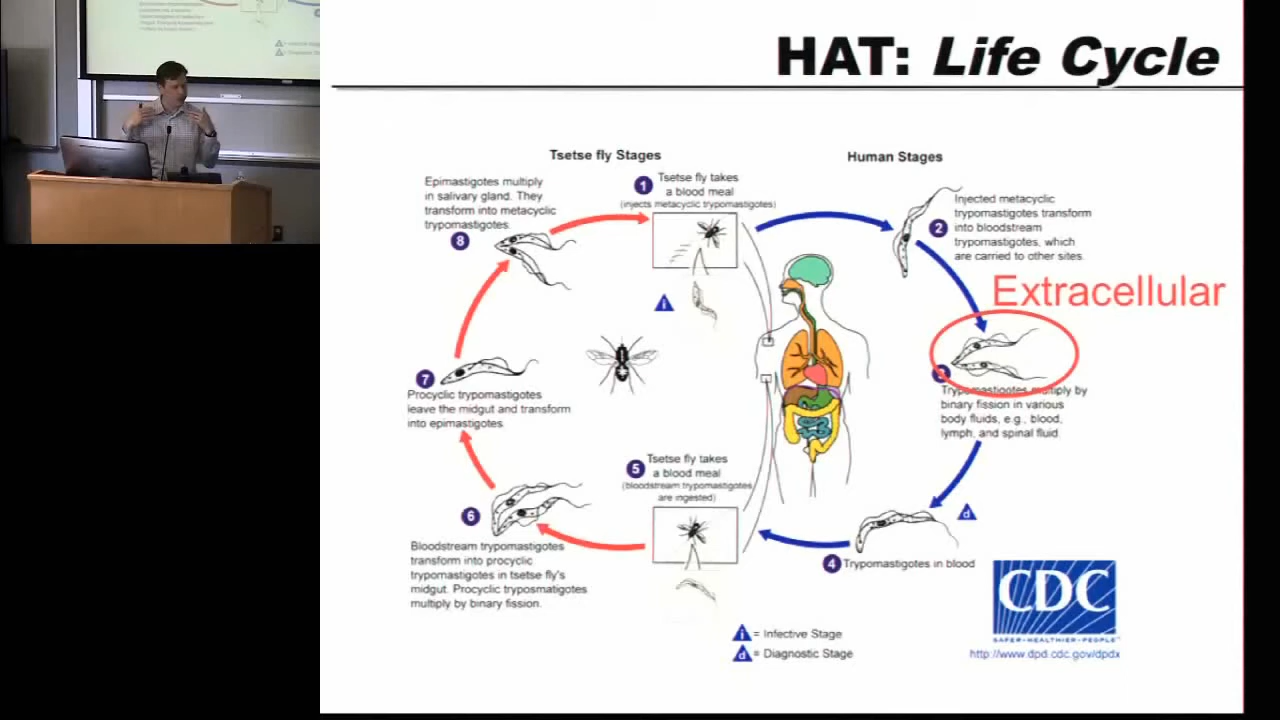 HAT: Life Cycle
Tsetse fly Stages
Human Stages
1
Tsetse fly takes
a blood meal
(injects metacyclic trypomastigotes)
Epimastigotes multiply
in salivary gland. They
transform into metacyclic
trypomastigotes.
8
2
Injected metacyclic
trypomastigotes transform
into bloodstream
trypomastigotes, which
are carried to other sites.
Extracellular
i
7
Procyclic trypomastigotes
leave the midgut and transform
into epimastigotes.
Trypomastigotes multiply by
binary fission in various
body fluids, e.g., blood,
lymph, and spinal fluid.
5
Tsetse fly takes
a blood meal
(bloodstream trypomastigotes
are ingested)
6
Bloodstream trypomastigotes
transform into procyclic
trypomastigotes in tsetse fly's
midgut. Procyclic tryposmatigotes
multiply by binary fission.
d
4 Trypomastigotes in blood
CDC
SAFER·HEALTHIER·PEOPLE™
http://www.dpd.cdc.gov/dpdx
i = Infective Stage
d = Diagnostic Stage